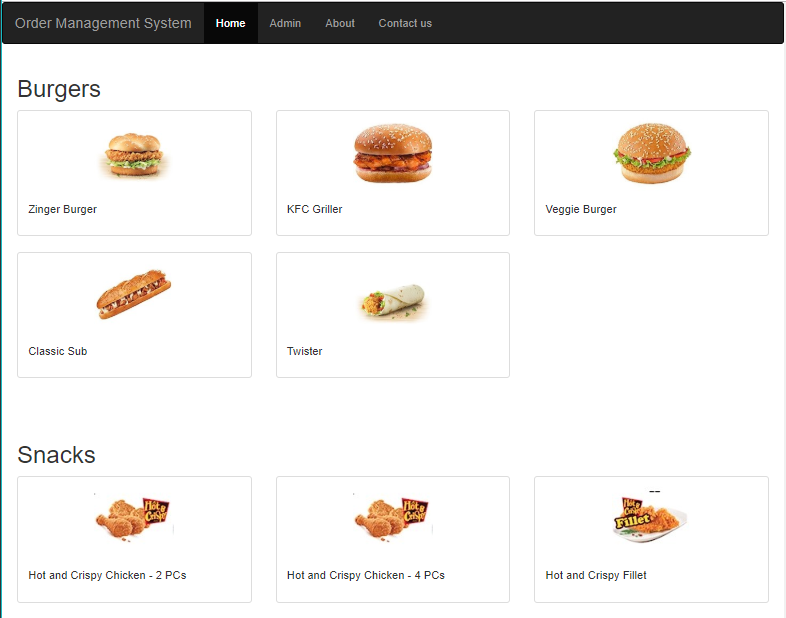 Order Management System Home Admin About Contact us
Burgers
Zinger Burger KFC Griller Veggie Burger
Classic Sub Twister
Snacks
Hot & Crispy Hot & Crispy Hot & Crispy Fillet
Hot and Crispy Chicken - 2 PCs Hot and Crispy Chicken - 4 PCs Hot and Crispy Fillet